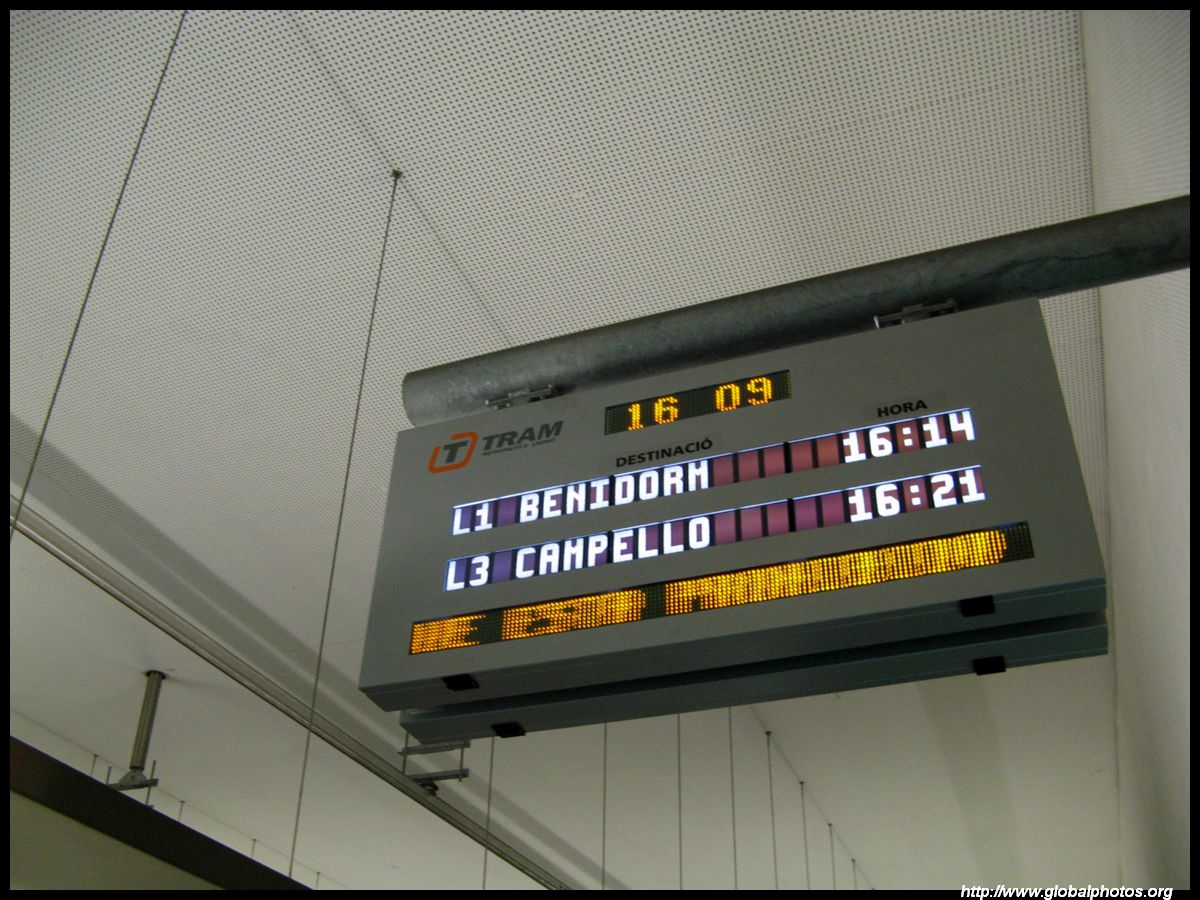 16 09
TRAM
DESTINACIÓ HORA
L1 BENIDORM 16:14
L3 CAMPELLO 16:21
http://www.globalphotos.org